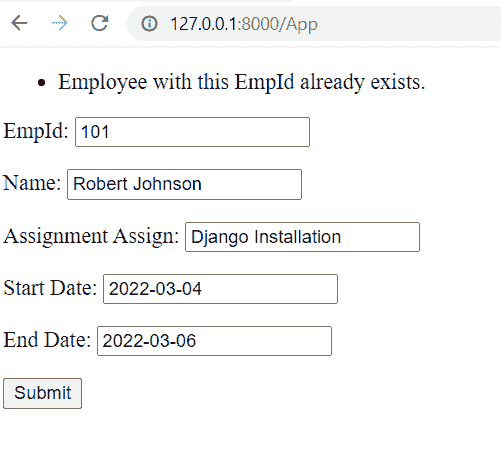 127.0.0.1:8000/App
• Employee with this EmpId already exists.
EmpId: 101
Name: Robert Johnson
Assignment Assign: Django Installation
Start Date: 2022-03-04
End Date: 2022-03-06
Submit